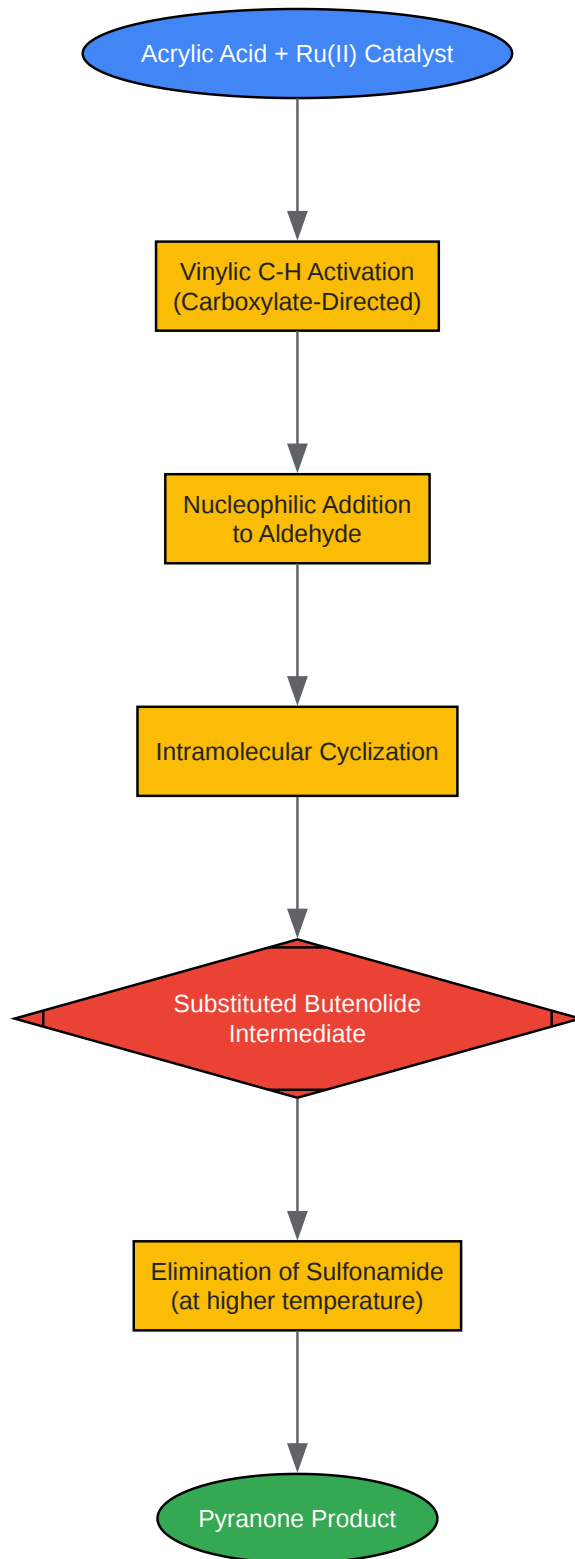 Acrylic Acid + Ru(II) Catalyst
Vinylic C-H Activation
(Carboxylate-Directed)
Nucleophilic Addition
to Aldehyde
Intramolecular Cyclization
Substituted Butenolide
Intermediate
Elimination of Sulfonamide
(at higher temperature)
Pyranone Product